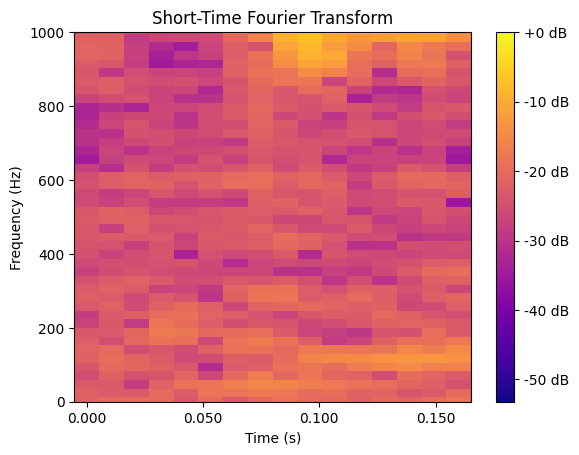 Short-Time Fourier Transform
1000
800
600
400
200
0
Frequency (Hz)
0.000
0.050
0.100
0.150
Time (s)
+0 dB
-10 dB
-20 dB
-30 dB
-40 dB
-50 dB